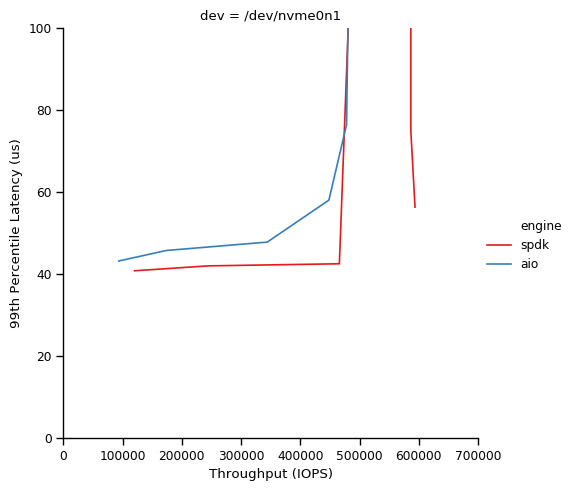 dev = /dev/nvme0n1
100
80
60
40
20
0
99th Percentile Latency (us)
0 100000 200000 300000 400000 500000 600000 700000
Throughput (IOPS)
engine
spdk
aio